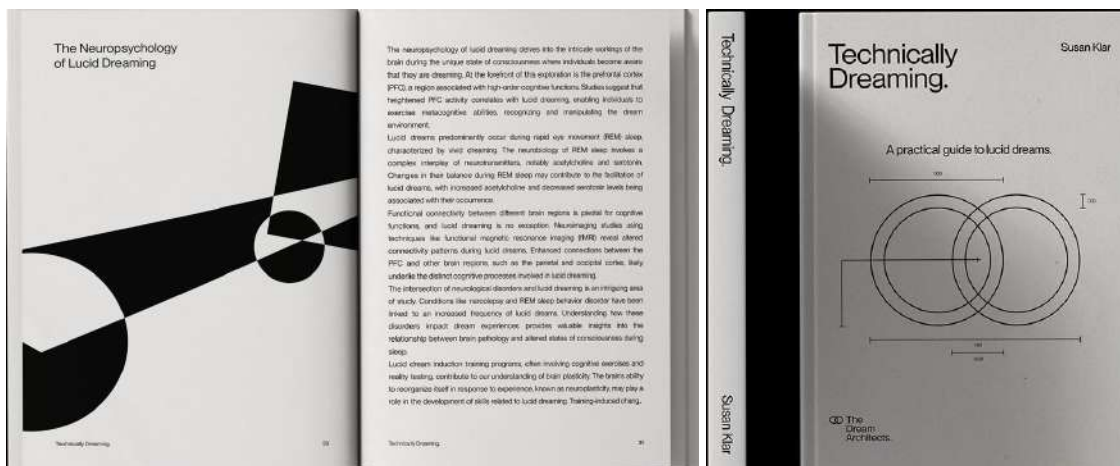 The Neuropsychology
of Lucid Dreaming
Technically Dreaming.
The neuropsychology of lucid dreaming delves into the intricate workings of the
brain during the unique state of consciousness where individuals become aware
that they are dreaming. At the forefront of this exploration is the prefrontal cortex
(PFC), a region associated with high-order cognitive functions. Studies suggest that
heightened PFC activity correlates with lucid dreaming, enabling individuals to
exercise metacognitive abilities, recognizing and manipulating the dream
environment.
Lucid dreams predominantly occur during rapid eye movement (REM) sleep,
characterized by vivid dreaming. The neurobiology of REM sleep involves a
complex interplay of neurotransmitters, notably acetylcholine and serotonin.
Changes in their balance during REM sleep may contribute to the facilitation of
lucid dreams, with increased acetylcholine and decreased serotonin levels being
associated with their occurrence.
Functional connectivity between different brain regions is pivotal for cognitive
functions, and lucid dreaming is no exception. Neuroimaging studies using
techniques like functional magnetic resonance imaging (fMRI) reveal altered
connectivity patterns during lucid dreams. Enhanced connections between the
PFC and other brain regions, such as the parietal and occipital cortex, likely
underlie the distinct cognitive processes involved in lucid dreaming.
The intersection of neurological disorders and lucid dreaming is an intriguing area
of study. Conditions like narcolepsy and REM sleep behavior disorder have been
linked to an increased frequency of lucid dreams. Understanding how these
disorders impact dream experiences provides valuable insights into the
relationship between brain pathology and altered states of consciousness during
sleep.
Lucid dream induction training programs, often involving cognitive exercises and
reality testing, contribute to our understanding of brain plasticity. The brain's ability
to reorganize itself in response to experience, known as neuroplasticity, may play a
role in the development of skills related to lucid dreaming. Training-induced chang,
Technically Dreaming.
Technically Dreaming.
Susan Klar
Technically
Dreaming.
Susan Klar
A practical guide to lucid dreams.
The
Dream
Architects.